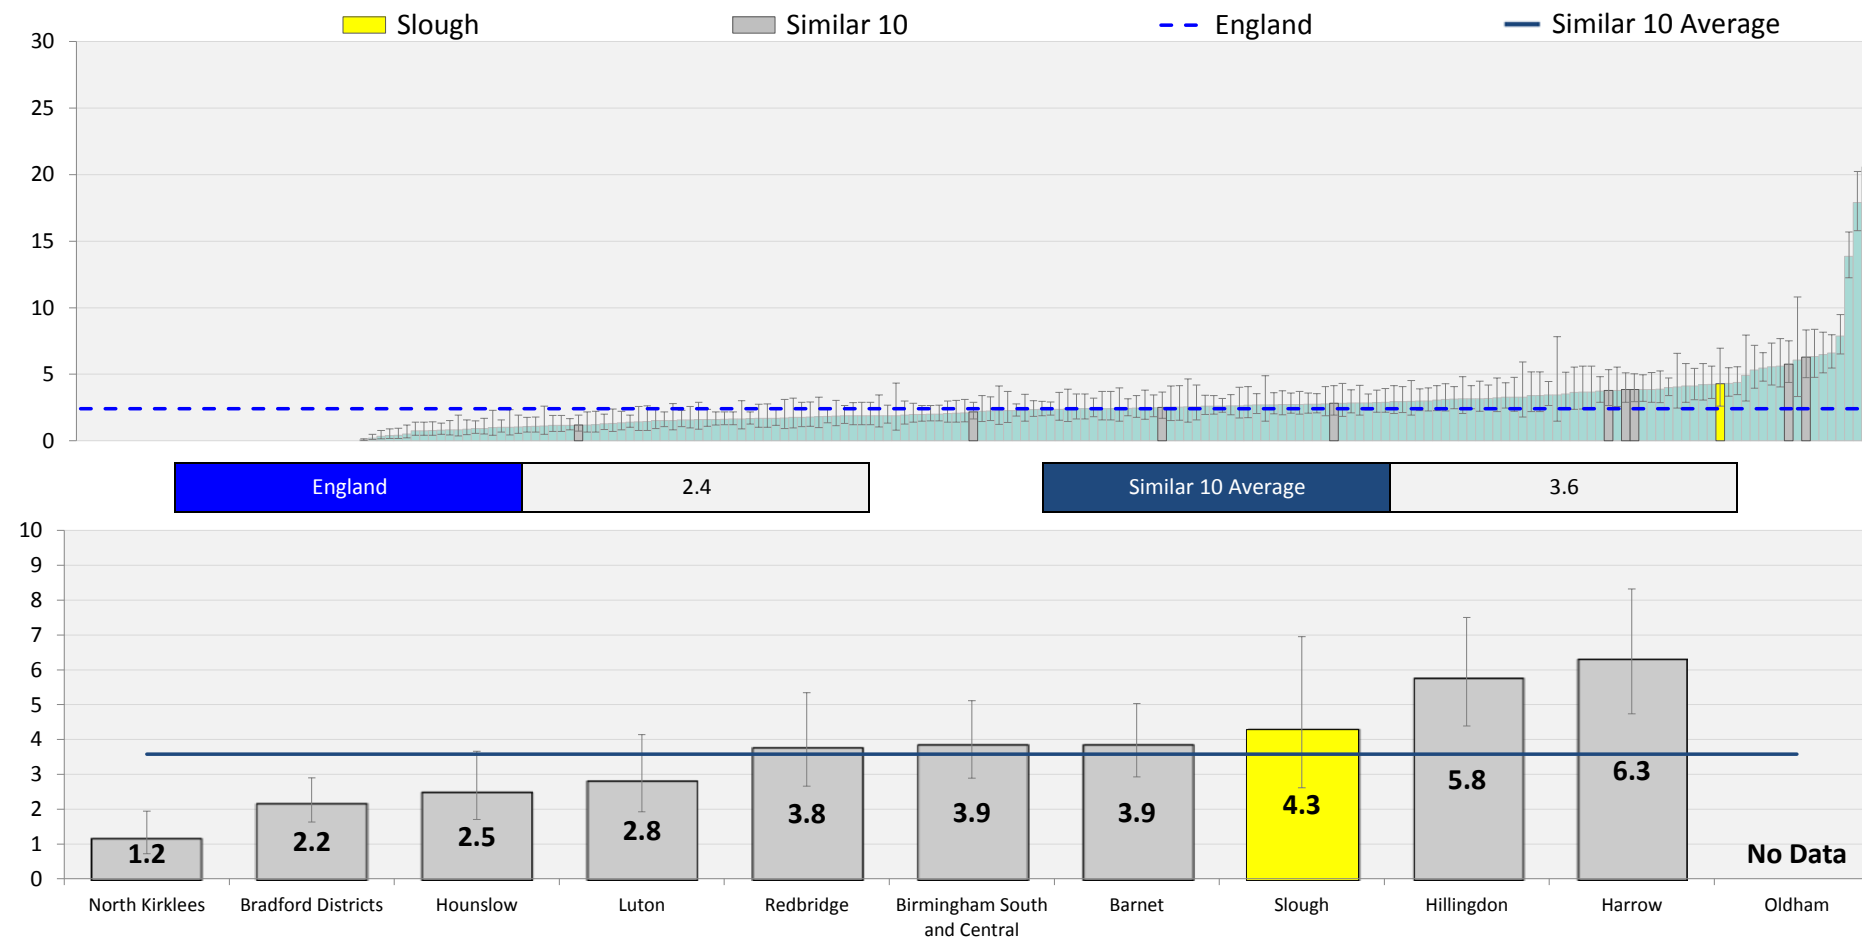 Slough
Similar 10
England
Similar 10 Average
30
25
20
15
10
5
0
England 2.4
Similar 10 Average 3.6
10
9
8
7
6
5
4
3
2
1
0
1.2
2.2
2.5
2.8
3.8
3.9
3.9
4.3
5.8
6.3
No Data
North Kirklees
Bradford Districts
Hounslow
Luton
Redbridge
Birmingham South
and Central
Barnet
Slough
Hillingdon
Harrow
Oldham